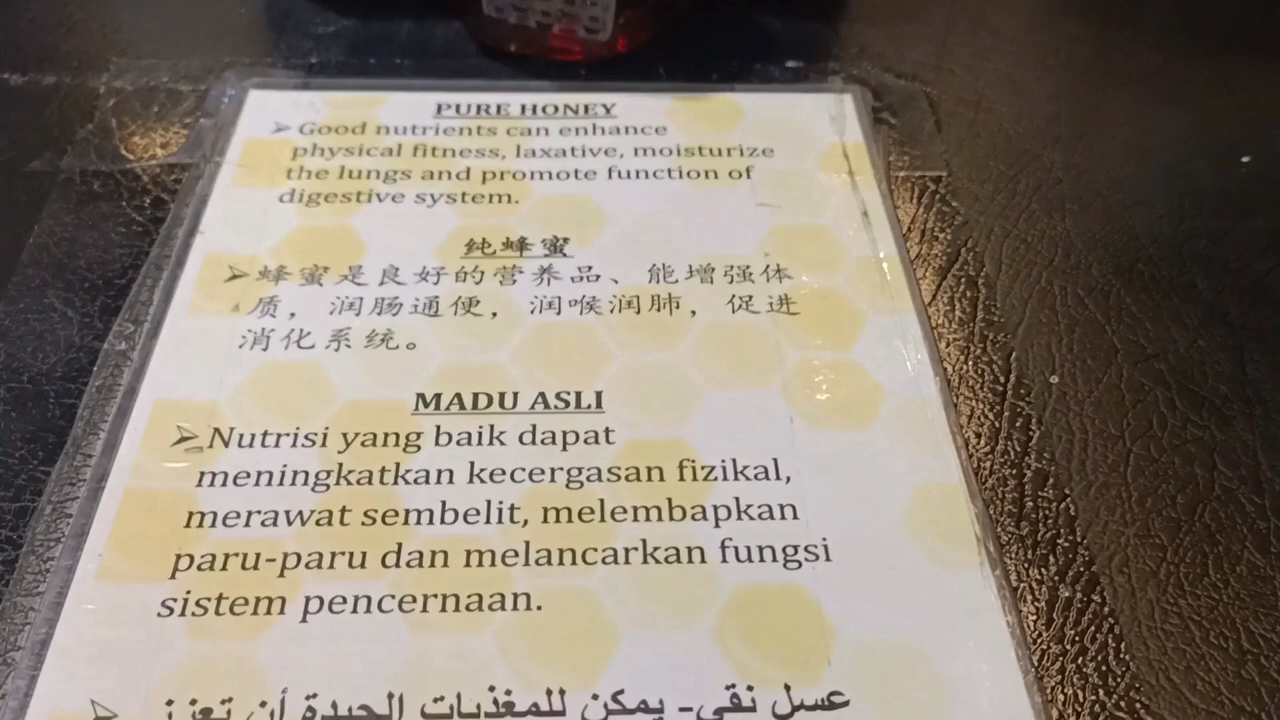 PURE HONEY
➢ Good nutrients can enhance
physical fitness, laxative, moisturize
the lungs and promote function of
digestive system.
纯蜂蜜
➢ 蜂蜜是良好的营养品、能增强体
质，润肠通便，润喉润肺，促进
消化系统。
MADU ASLI
➢ Nutrisi yang baik dapat
meningkatkan kecergasan fizikal,
merawat sembelit, melembapkan
paru-paru dan melancarkan fungsi
sistem pencernaan.
➢ عسل نقي- يمكن للمغذيات الجيدة أن تعزز